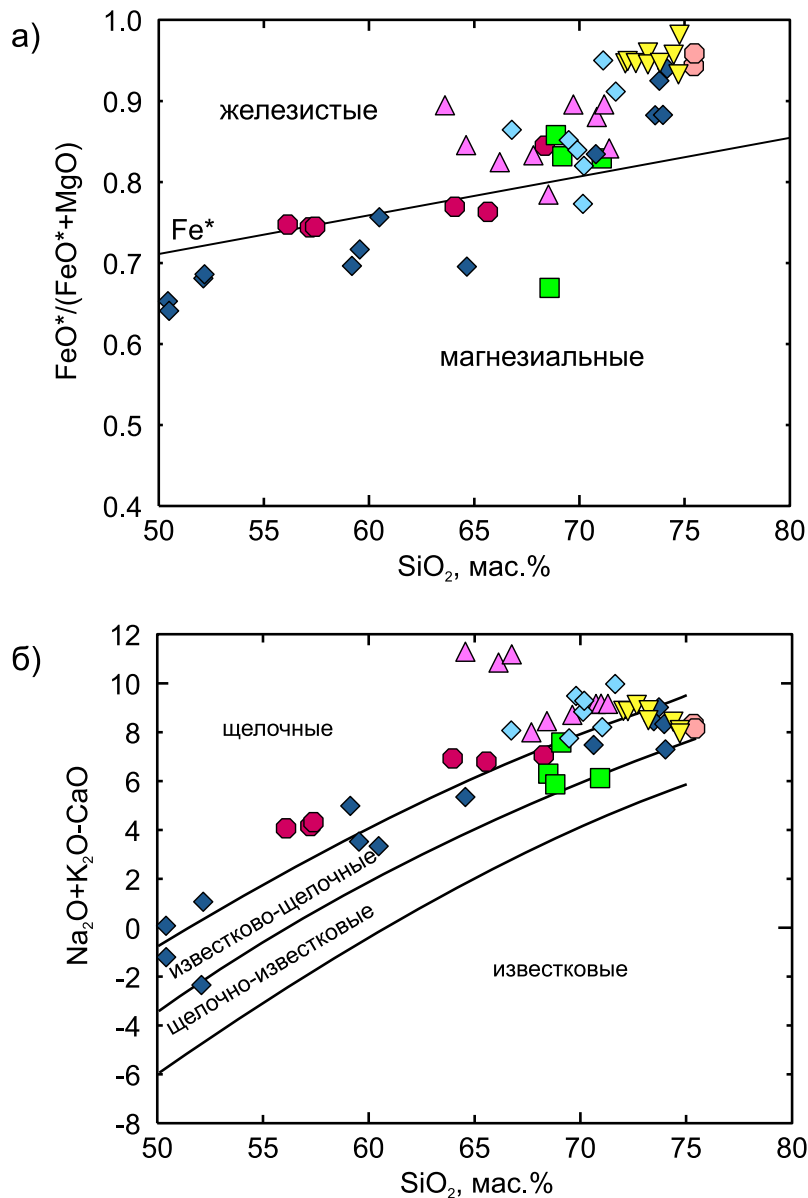 а)
1.0
0.9
0.8
0.7
0.6
0.5
0.4
FeO*/(FeO*+MgO)
железистые
Fe*
магнезиальные
50 55 60 65 70 75 80
SiO₂, мас.%
б)
12
10
8
6
4
2
0
-2
-4
-6
-8
Na₂O+K₂O-CaO
щелочные
известково-щелочные
щелочно-известковые
известковые
50 55 60 65 70 75 80
SiO₂, мас.%